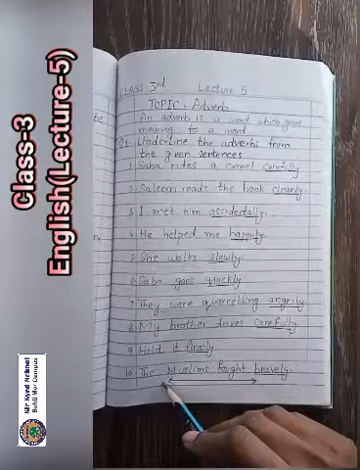 Class-3
English(Lecture-5)
CLASS 3rd Lecture 5
TOPIC: Adverb
An adverb is a word which gives
meaning to a word
Q1. Underline the adverbs from
the given sentences
1 Saba rides a camel carefully
2 Saleem reads the book clearly.
3 I met him accidentally.
4 He helped me happily.
5 She walks slowly
6 Saba goes quickly
7 They were quarrelling angrily
8 My brother drives carefully.
9 Hold it firmly
10 The Muslims fought bravely.